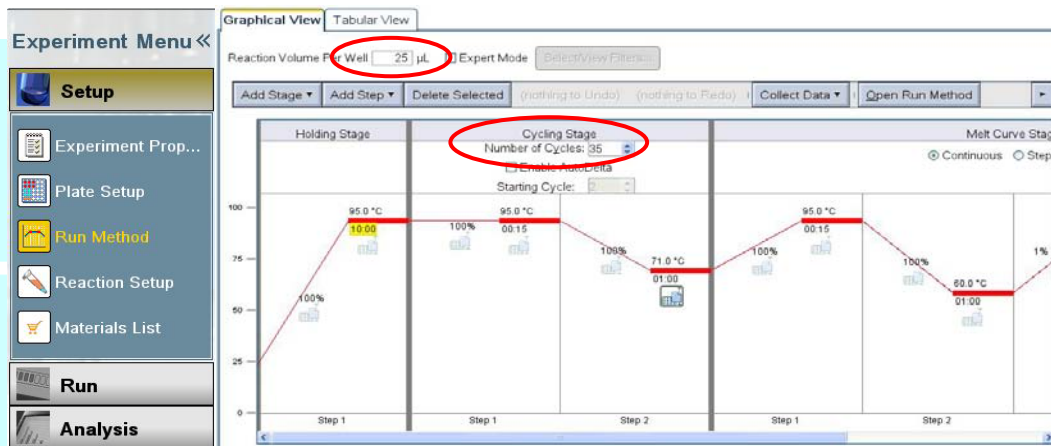 Experiment Menu«
Setup
Experiment Prop...
Plate Setup
Run Method
Reaction Setup
Materials List
Run
Analysis
Graphical View Tabular View
Reaction Volume Per Well 25 µL Expert Mode Select/View Filters...
Add Stage ▾ Add Step ▾ Delete Selected (nothing to Undo) (nothing to Redo) Collect Data ▾ Open Run Method
Holding Stage Cycling Stage Melt Curve Stag
Number of Cycles: 35
Continuous Step
Enable AutoDelta
Starting Cycle: 2
100 95.0 °C 95.0 °C 95.0 °C
10:00 100% 00:15 00:15
75 100% 71.0 °C 100% 100% 1%
01:00
60.0 °C
100% 01:00
50
25
0
Step 1 Step 1 Step 2 Step 1 Step 2